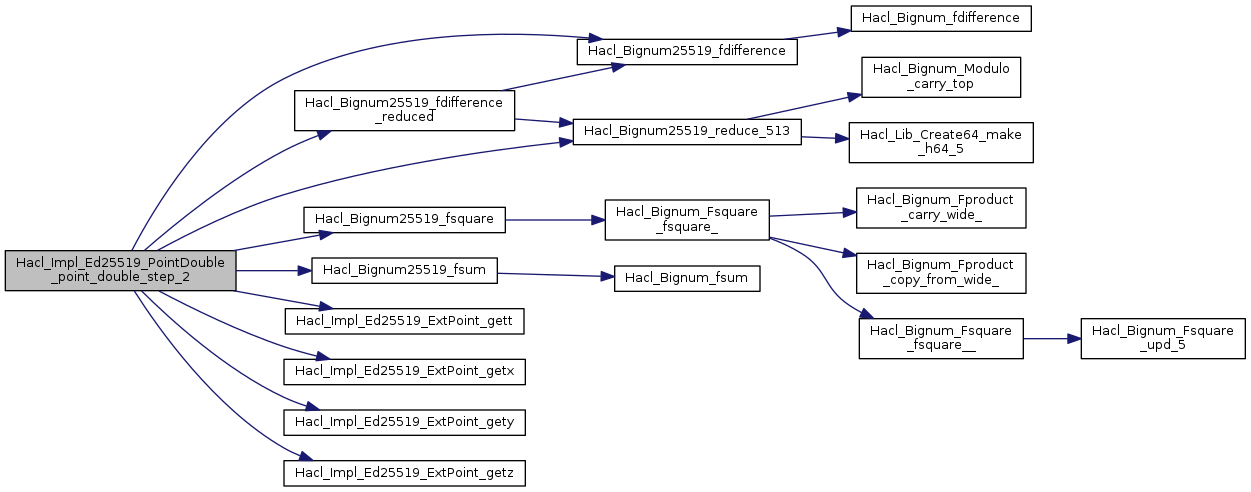 Hacl_Bignum_fdifference
Hacl_Bignum25519_fdifference
Hacl_Bignum_Modulo
_carry_top
Hacl_Bignum25519_fdifference
_reduced
Hacl_Bignum25519_reduce_513
Hacl_Lib_Create64_make
_h64_5
Hacl_Bignum_Fproduct
_carry_wide_
Hacl_Bignum25519_fsquare
Hacl_Bignum_Fsquare
_fsquare_
Hacl_Impl_Ed25519_PointDouble
_point_double_step_2
Hacl_Bignum25519_fsum
Hacl_Bignum_fsum
Hacl_Bignum_Fproduct
_copy_from_wide_
Hacl_Impl_Ed25519_ExtPoint_gett
Hacl_Bignum_Fsquare
_fsquare__
Hacl_Bignum_Fsquare
_upd_5
Hacl_Impl_Ed25519_ExtPoint_getx
Hacl_Impl_Ed25519_ExtPoint_gety
Hacl_Impl_Ed25519_ExtPoint_getz